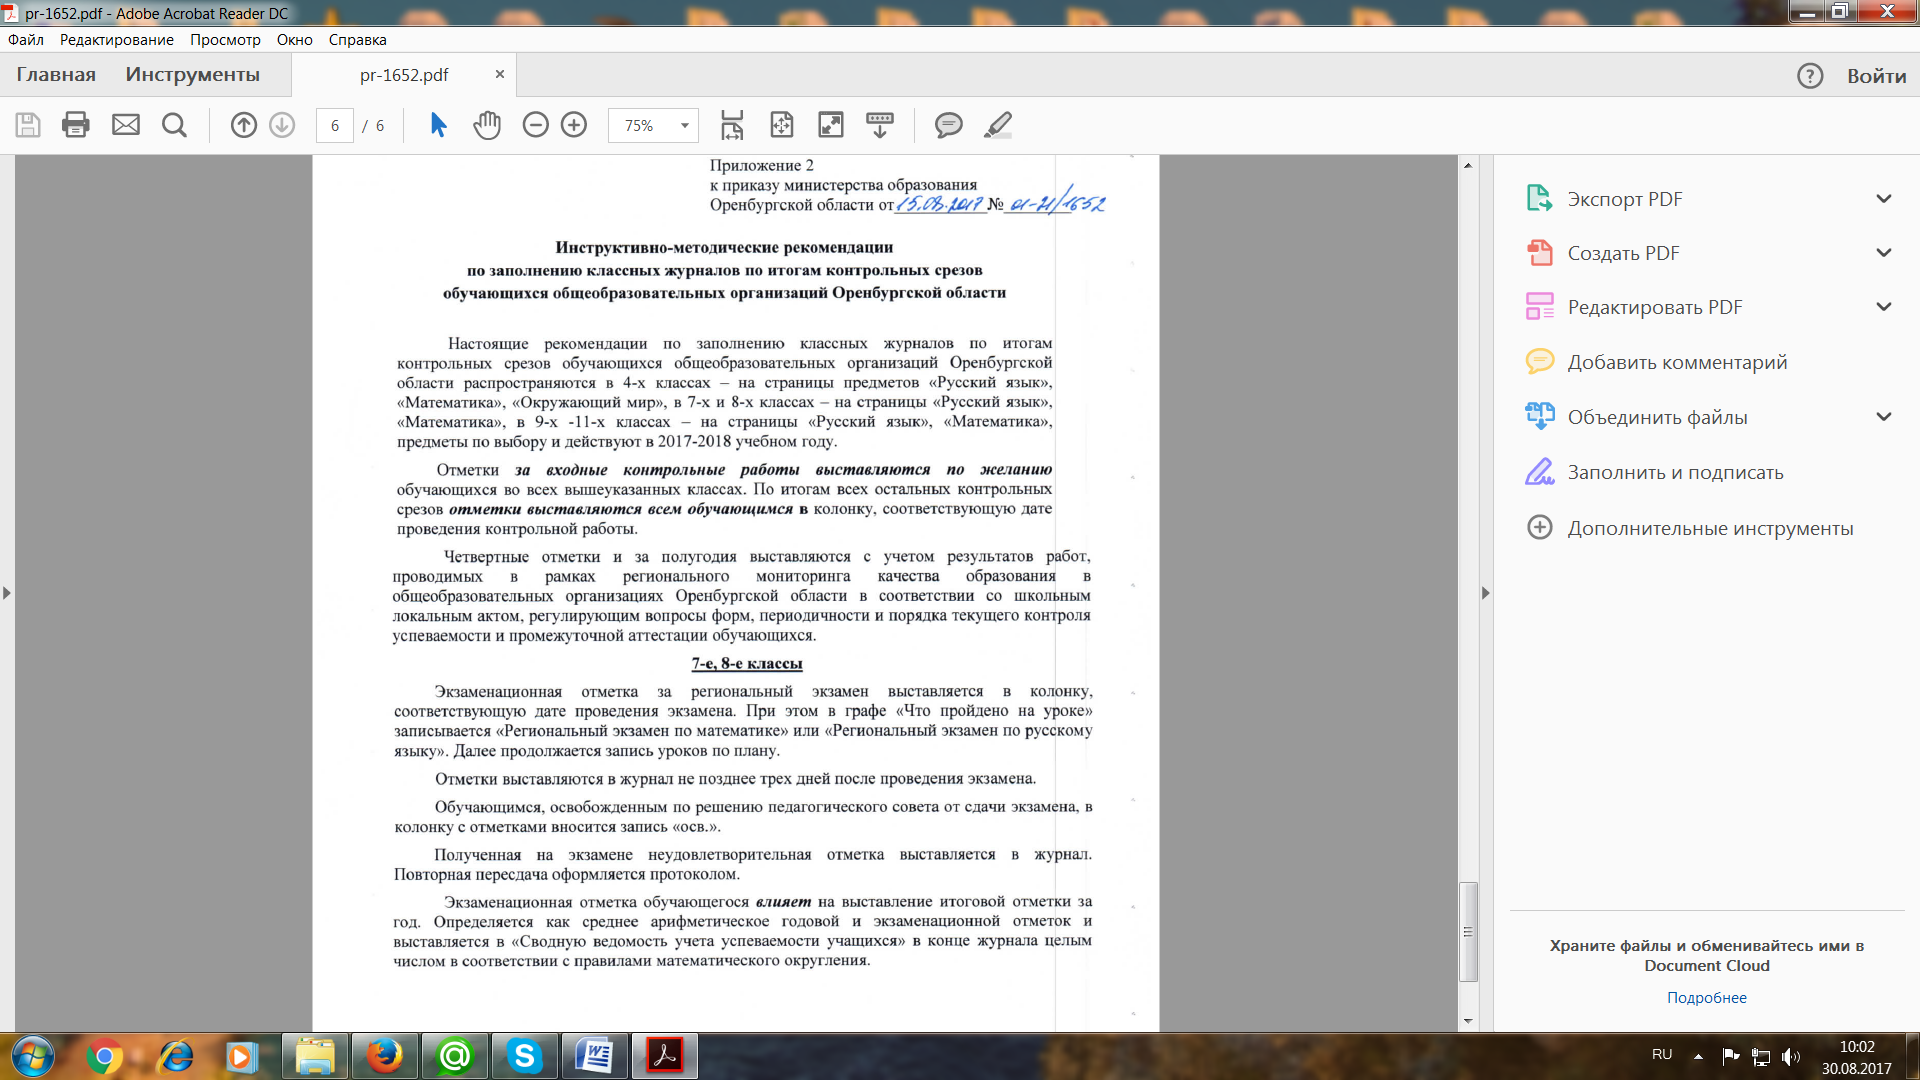 pr-1652.pdf - Adobe Acrobat Reader DC
Файл Редактирование Просмотр Окно Справка
Главная Инструменты pr-1652.pdf × ? Войти
6 / 6 75%
Приложение 2
к приказу министерства образования
Оренбургской области от 15.08.2017 № 01-21/1652
Инструктивно-методические рекомендации
по заполнению классных журналов по итогам контрольных срезов
обучающихся общеобразовательных организаций Оренбургской области
Настоящие рекомендации по заполнению классных журналов по итогам
контрольных срезов обучающихся общеобразовательных организаций Оренбургской
области распространяются в 4-х классах – на страницы предметов «Русский язык»,
«Математика», «Окружающий мир», в 7-х и 8-х классах – на страницы «Русский язык»,
«Математика», в 9-х -11-х классах – на страницы «Русский язык», «Математика»,
предметы по выбору и действуют в 2017-2018 учебном году.
Отметки за входные контрольные работы выставляются по желанию
обучающихся во всех вышеуказанных классах. По итогам всех остальных контрольных
срезов отметки выставляются всем обучающимся в колонку, соответствующую дате
проведения контрольной работы.
Четвертные отметки и за полугодия выставляются с учетом результатов работ,
проводимых в рамках регионального мониторинга качества образования в
общеобразовательных организациях Оренбургской области в соответствии со школьным
локальным актом, регулирующим вопросы форм, периодичности и порядка текущего контроля
успеваемости и промежуточной аттестации обучающихся.
7-е, 8-е классы
Экзаменационная отметка за региональный экзамен выставляется в колонку,
соответствующую дате проведения экзамена. При этом в графе «Что пройдено на уроке»
записывается «Региональный экзамен по математике» или «Региональный экзамен по русскому
языку». Далее продолжается запись уроков по плану.
Отметки выставляются в журнал не позднее трех дней после проведения экзамена.
Обучающимся, освобожденным по решению педагогического совета от сдачи экзамена, в
колонку с отметками вносится запись «осв.».
Полученная на экзамене неудовлетворительная отметка выставляется в журнал.
Повторная пересдача оформляется протоколом.
Экзаменационная отметка обучающегося влияет на выставление итоговой отметки за
год. Определяется как среднее арифметическое годовой и экзаменационной отметок и
выставляется в «Сводную ведомость учета успеваемости учащихся» в конце журнала целым
числом в соответствии с правилами математического округления.
Экспорт PDF
Создать PDF
Редактировать PDF
Добавить комментарий
Объединить файлы
Заполнить и подписать
Дополнительные инструменты
Храните файлы и обменивайтесь ими в
Document Cloud
Подробнее
RU
10:02
30.08.2017